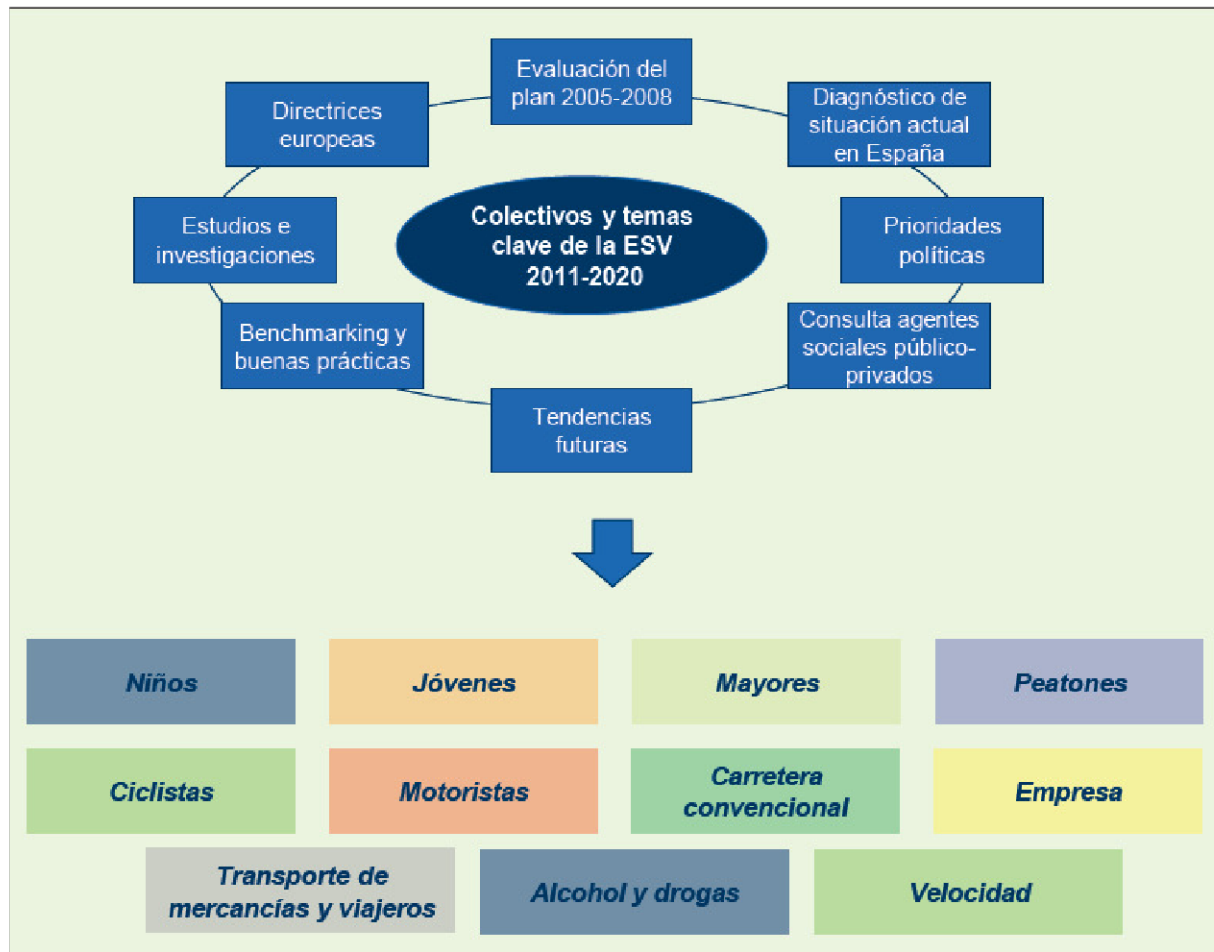 Evaluación del
plan 2005-2008
Directrices
europeas
Diagnóstico de
situación actual
en España
Estudios e
investigaciones
Colectivos y temas
clave de la ESV
2011-2020
Prioridades
políticas
Benchmarking y
buenas prácticas
Consulta agentes
sociales público-
privados
Tendencias
futuras
Niños
Jóvenes
Mayores
Peatones
Ciclistas
Motoristas
Carretera
convencional
Empresa
Transporte de
mercancías y viajeros
Alcohol y drogas
Velocidad